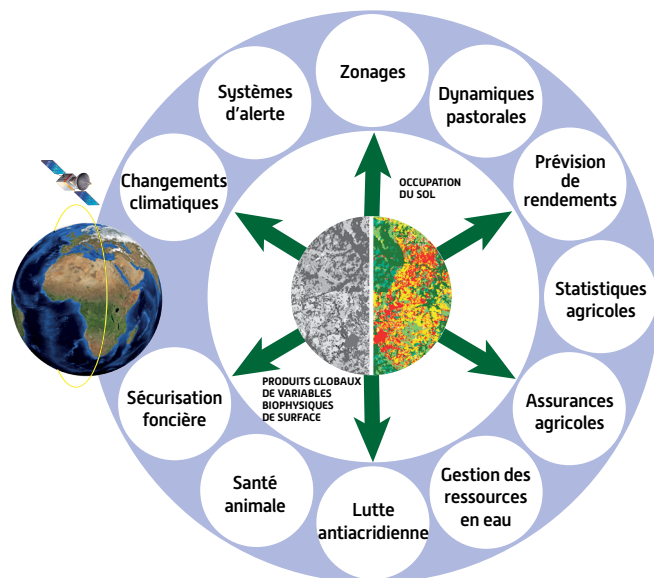 Zonages
Systèmes
d'alerte
Dynamiques
pastorales
Changements
climatiques
Prévision
de
rendements
OCCUPATION
DU SOL
Statistiques
agricoles
PRODUITS GLOBAUX
DE VARIABLES
BIOPHYSIQUES
DE SURFACE
Sécurisation
foncière
Assurances
agricoles
Santé
animale
Gestion des
ressources
en eau
Lutte
antiacridienne